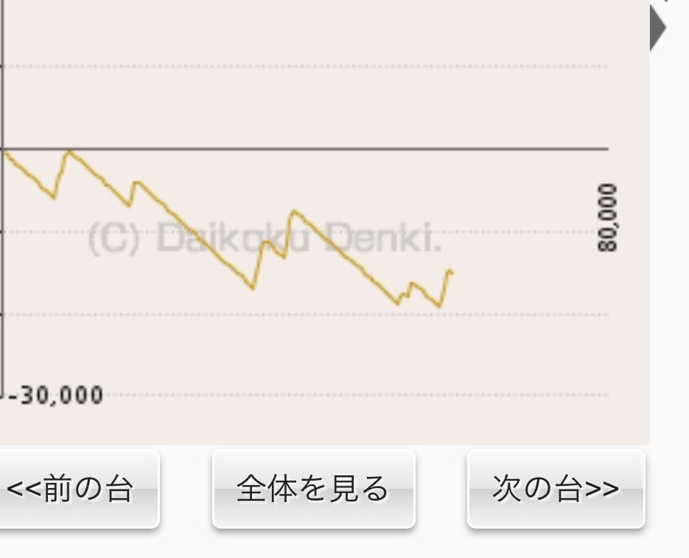 80,000
(C) Daikoku Denki.
-30,000
<<前の台
全体を見る
次の台>>